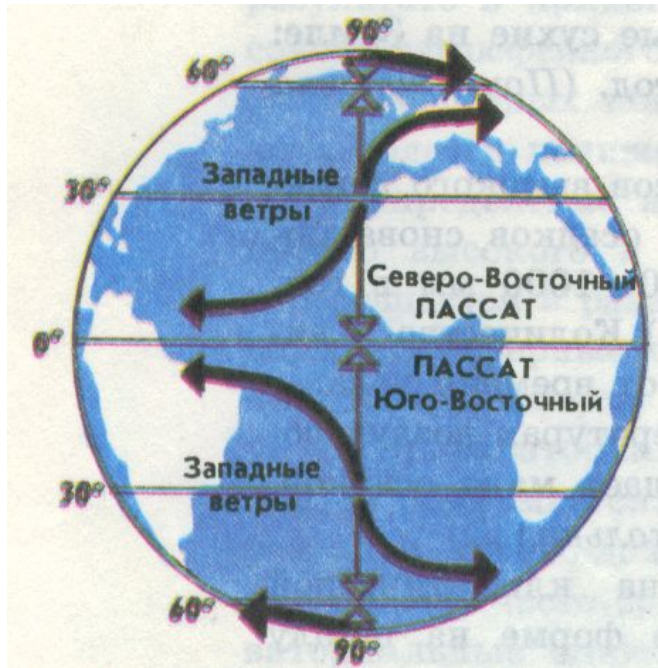 90°
60°
30°
Западные
ветры
Северо-Восточный
ПАССАТ
0°
ПАССАТ
Юго-Восточный
Западные
ветры
30°
60°
90°